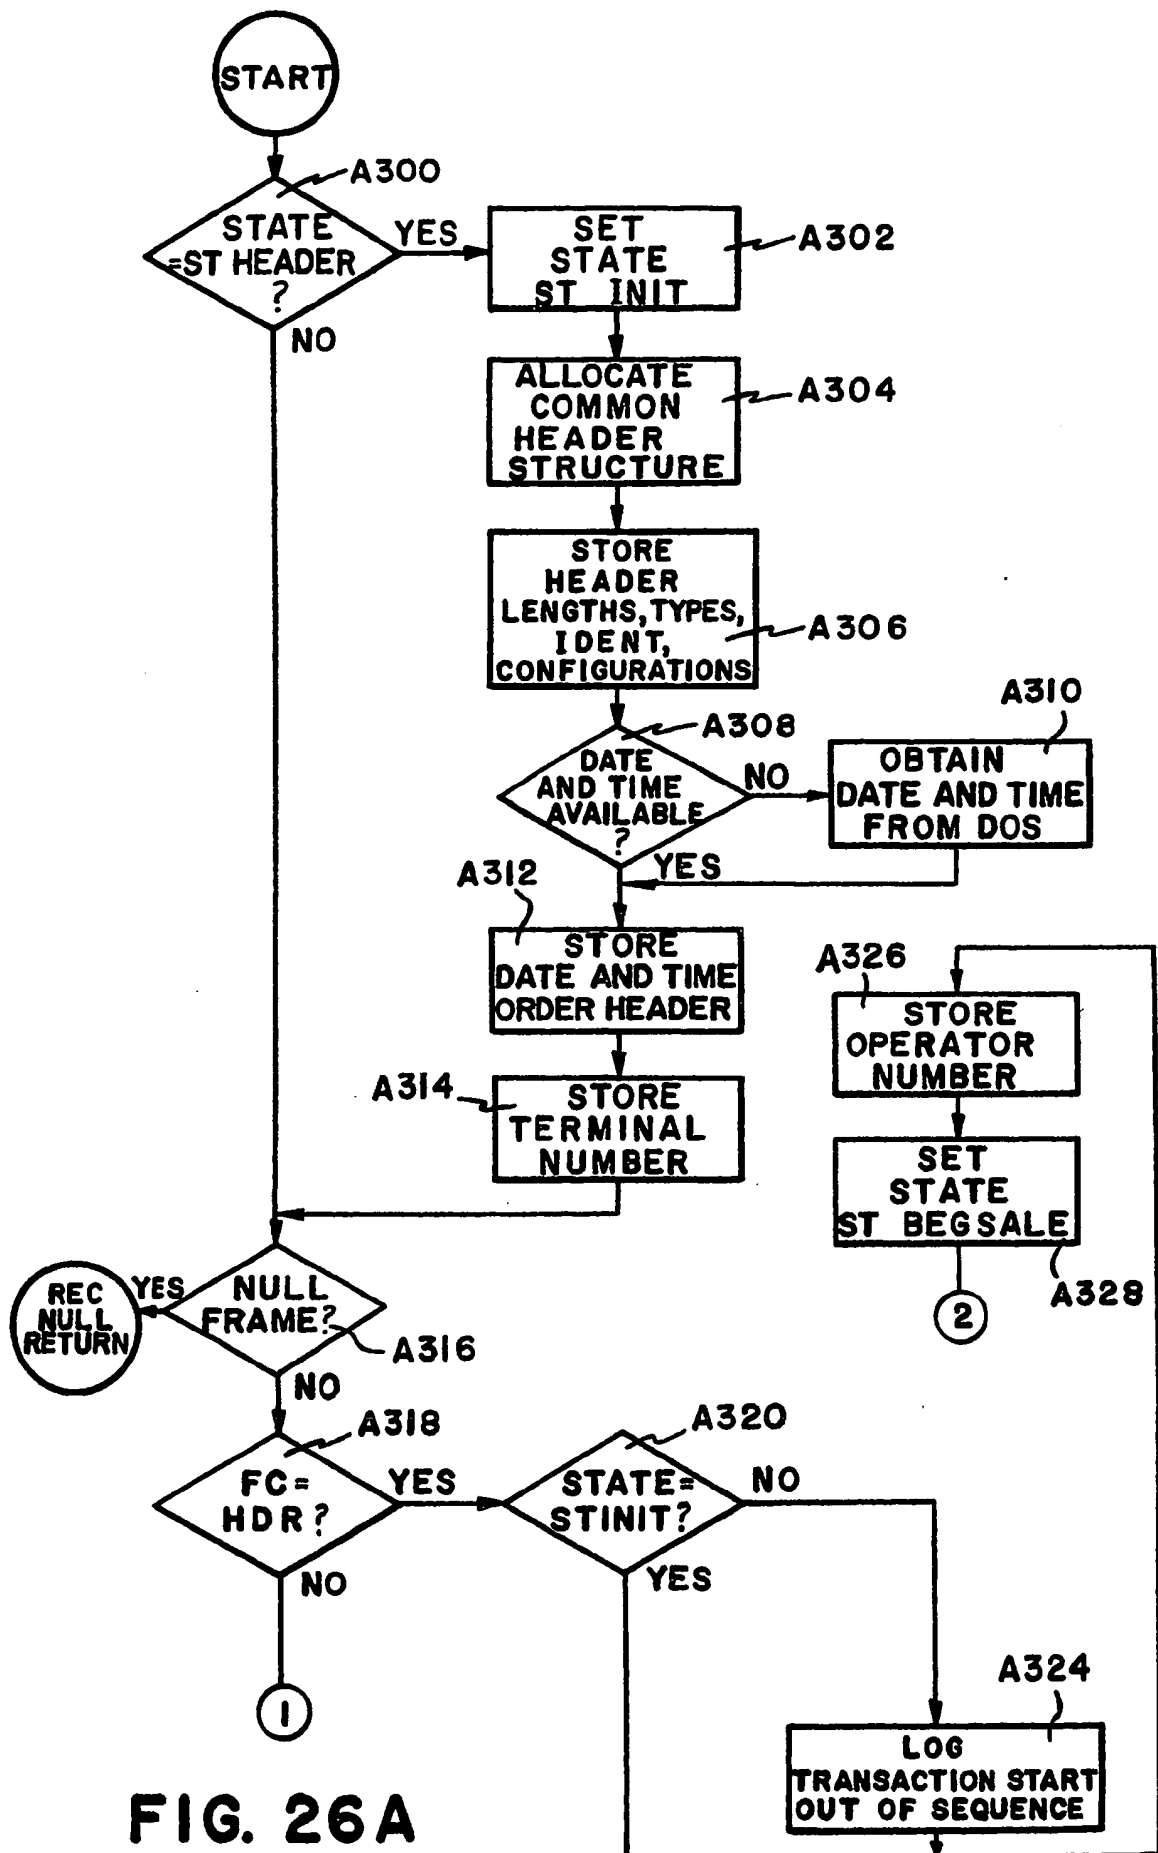 START
A300
STATE
=ST HEADER
?
YES
NO
SET
STATE
ST INIT
A302
ALLOCATE
COMMON
HEADER
STRUCTURE
A304
STORE
HEADER
LENGTHS, TYPES,
IDENT,
CONFIGURATIONS
A306
A308
DATE
AND TIME
AVAILABLE
?
NO
YES
A310
OBTAIN
DATE AND TIME
FROM DOS
A312
STORE
DATE AND TIME
ORDER HEADER
A314
STORE
TERMINAL
NUMBER
A326
STORE
OPERATOR
NUMBER
SET
STATE
ST BEGSALE
A328
2
REC
NULL
RETURN
YES
NULL
FRAME?
A316
NO
A318
FC=
HDR?
YES
NO
1
A320
STATE=
STINIT?
NO
YES
A324
LOG
TRANSACTION START
OUT OF SEQUENCE
FIG. 26A